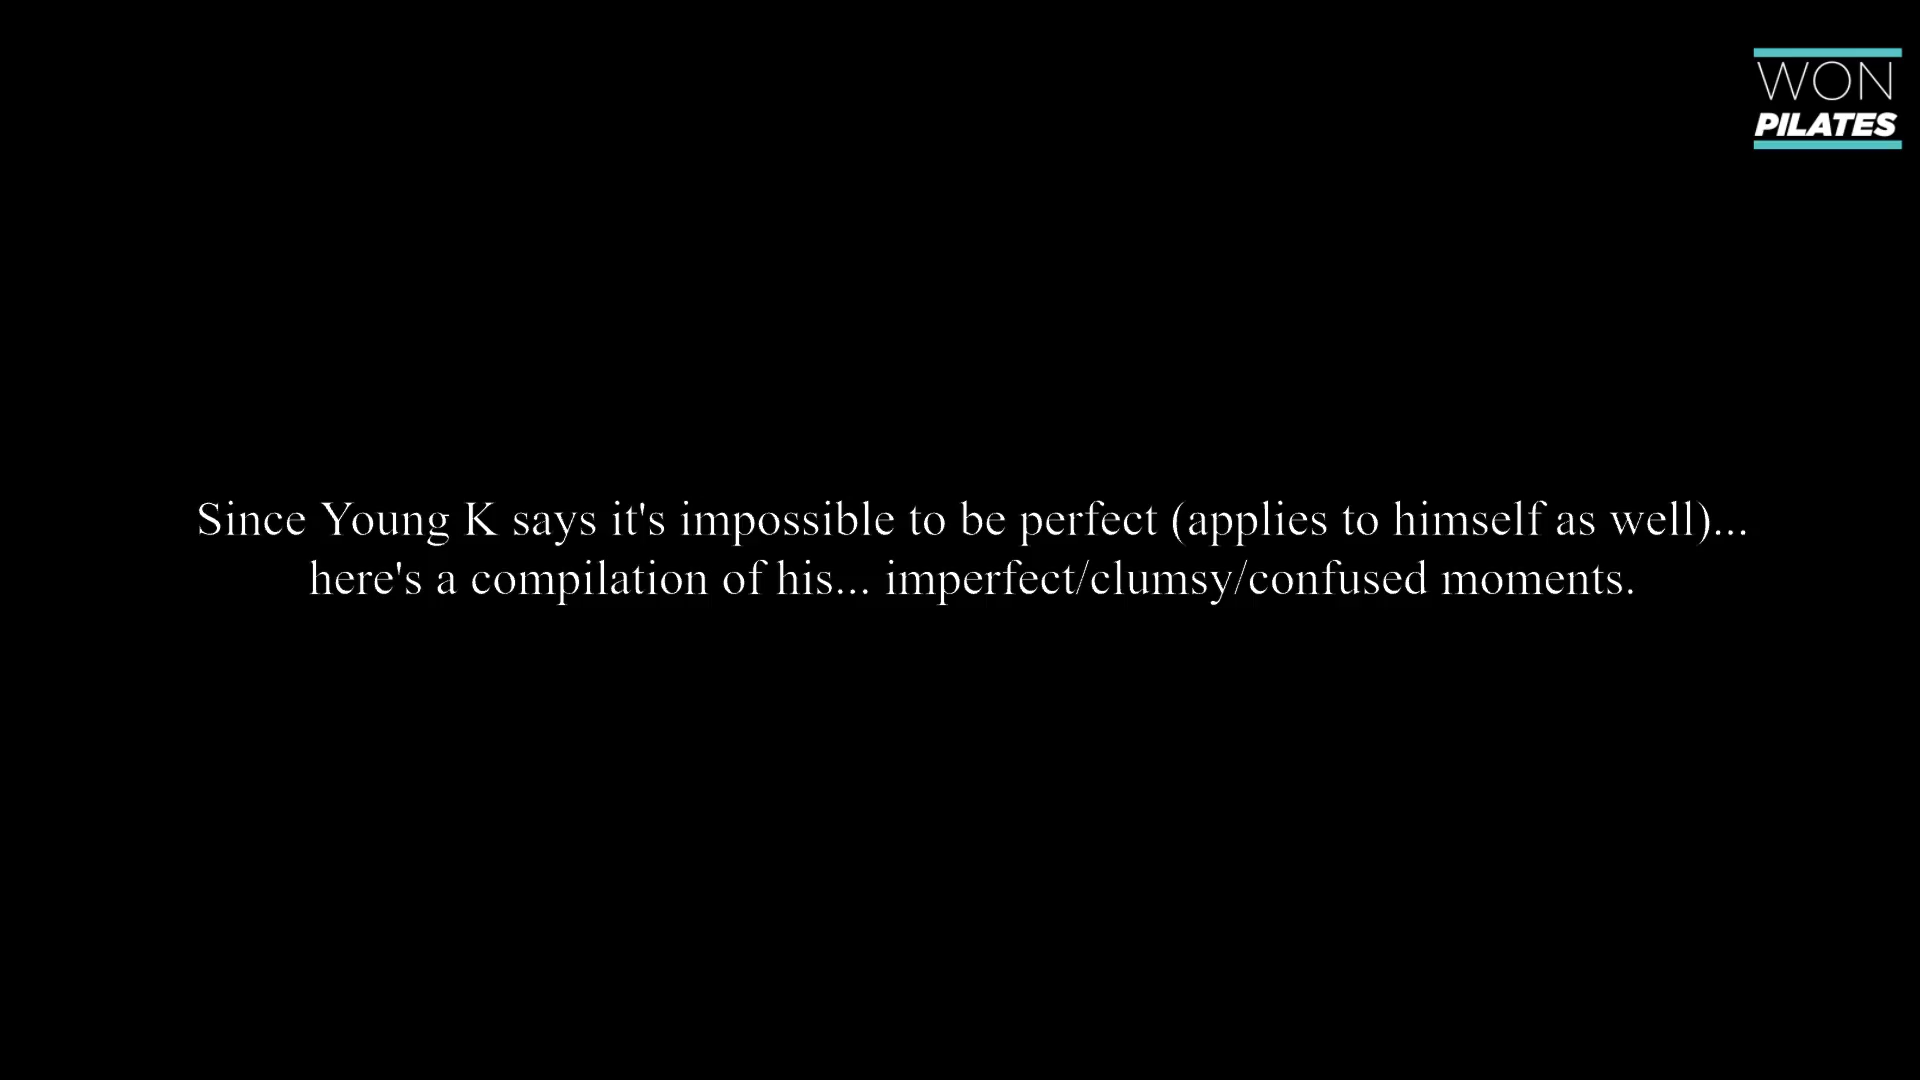 WON
PILATES
Since Young K says it's impossible to be perfect (applies to himself as well)...
here's a compilation of his... imperfect/clumsy/confused moments.